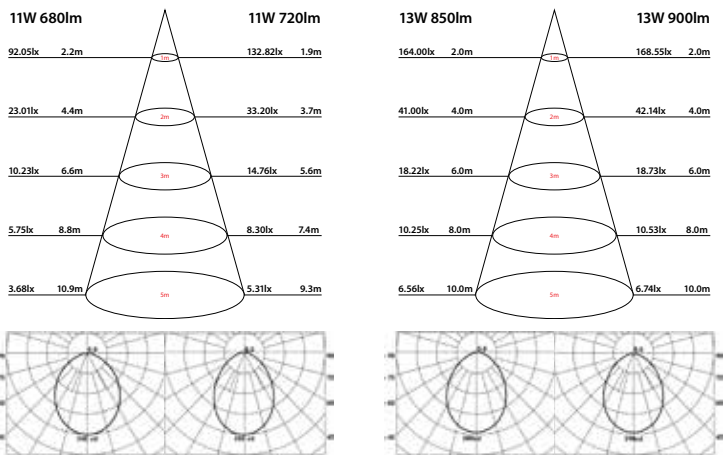 11W 680lm 11W 720lm 13W 850lm 13W 900lm
92.05lx 2.2m 1m 132.82lx 1.9m 164.00lx 2.0m 1m 168.55lx 2.0m
23.01lx 4.4m 2m 33.20lx 3.7m 41.00lx 4.0m 2m 42.14lx 4.0m
10.23lx 6.6m 3m 14.76lx 5.6m 18.22lx 6.0m 3m 18.73lx 6.0m
5.75lx 8.8m 4m 8.30lx 7.4m 10.25lx 8.0m 4m 10.53lx 8.0m
3.68lx 10.9m 5m 5.31lx 9.3m 6.56lx 10.0m 5m 6.74lx 10.0m